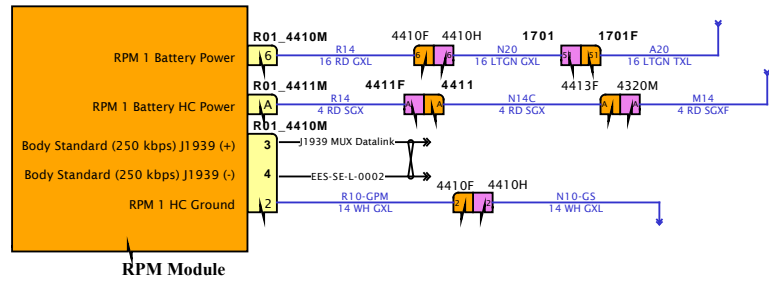 R01_4410M
RPM 1 Battery Power
6
R14
16 RD GXL
4410F
4410H
6
6
N20
16 LTGN GXL
1701
1701F
51
51
A20
16 LTGN TXL
R01_4411M
RPM 1 Battery HC Power
A
R14
4 RD SGX
4411F
4411
A
A
N14C
4 RD SGX
4413F
4320M
A
A
M14
4 RD SGXF
R01_4410M
Body Standard (250 kbps) J1939 (+)
3
J1939 MUX Datalink
Body Standard (250 kbps) J1939 (-)
4
EES-SE-L-0002
RPM 1 HC Ground
2
R10-GPM
14 WH GXL
4410F
4410H
2
2
N10-GS
14 WH GXL
RPM Module